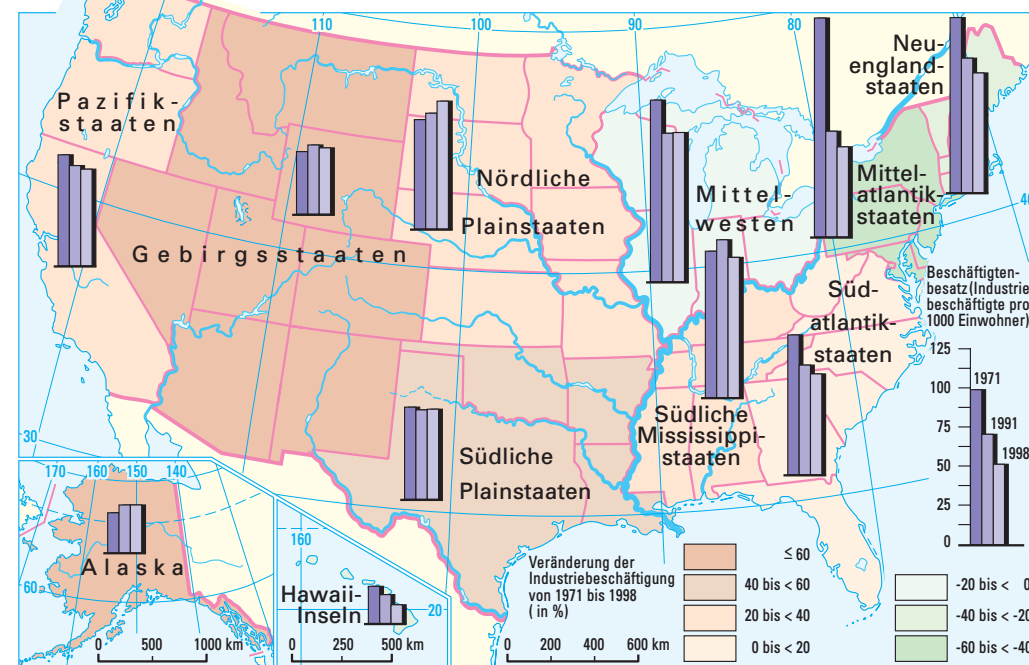 110
100
90
80
Neu-
england-
staaten
Pazifik-
staaten
Nördliche
Plainstaaten
Mittel-
westen
Mittel-
atlantik-
staaten
40
Gebirgsstaaten
Süd-
atlantik-
staaten
Beschäftigten-
besatz (Industrie
beschäftigte pro
1000 Einwohner)
125
100
75
50
25
0
1971
1991
1998
Südliche
Mississippi-
staaten
Südliche
Plainstaaten
30
170
160
150
140
60
Alaska
0 500 1000 km
160
Hawaii-
Inseln
20
0 250 500 km
Veränderung der
Industriebeschäftigung
von 1971 bis 1998
(in %)
0 200 400 600 km
≤ 60
40 bis < 60
20 bis < 40
0 bis < 20
-20 bis < 0
-40 bis < -20
-60 bis < -40